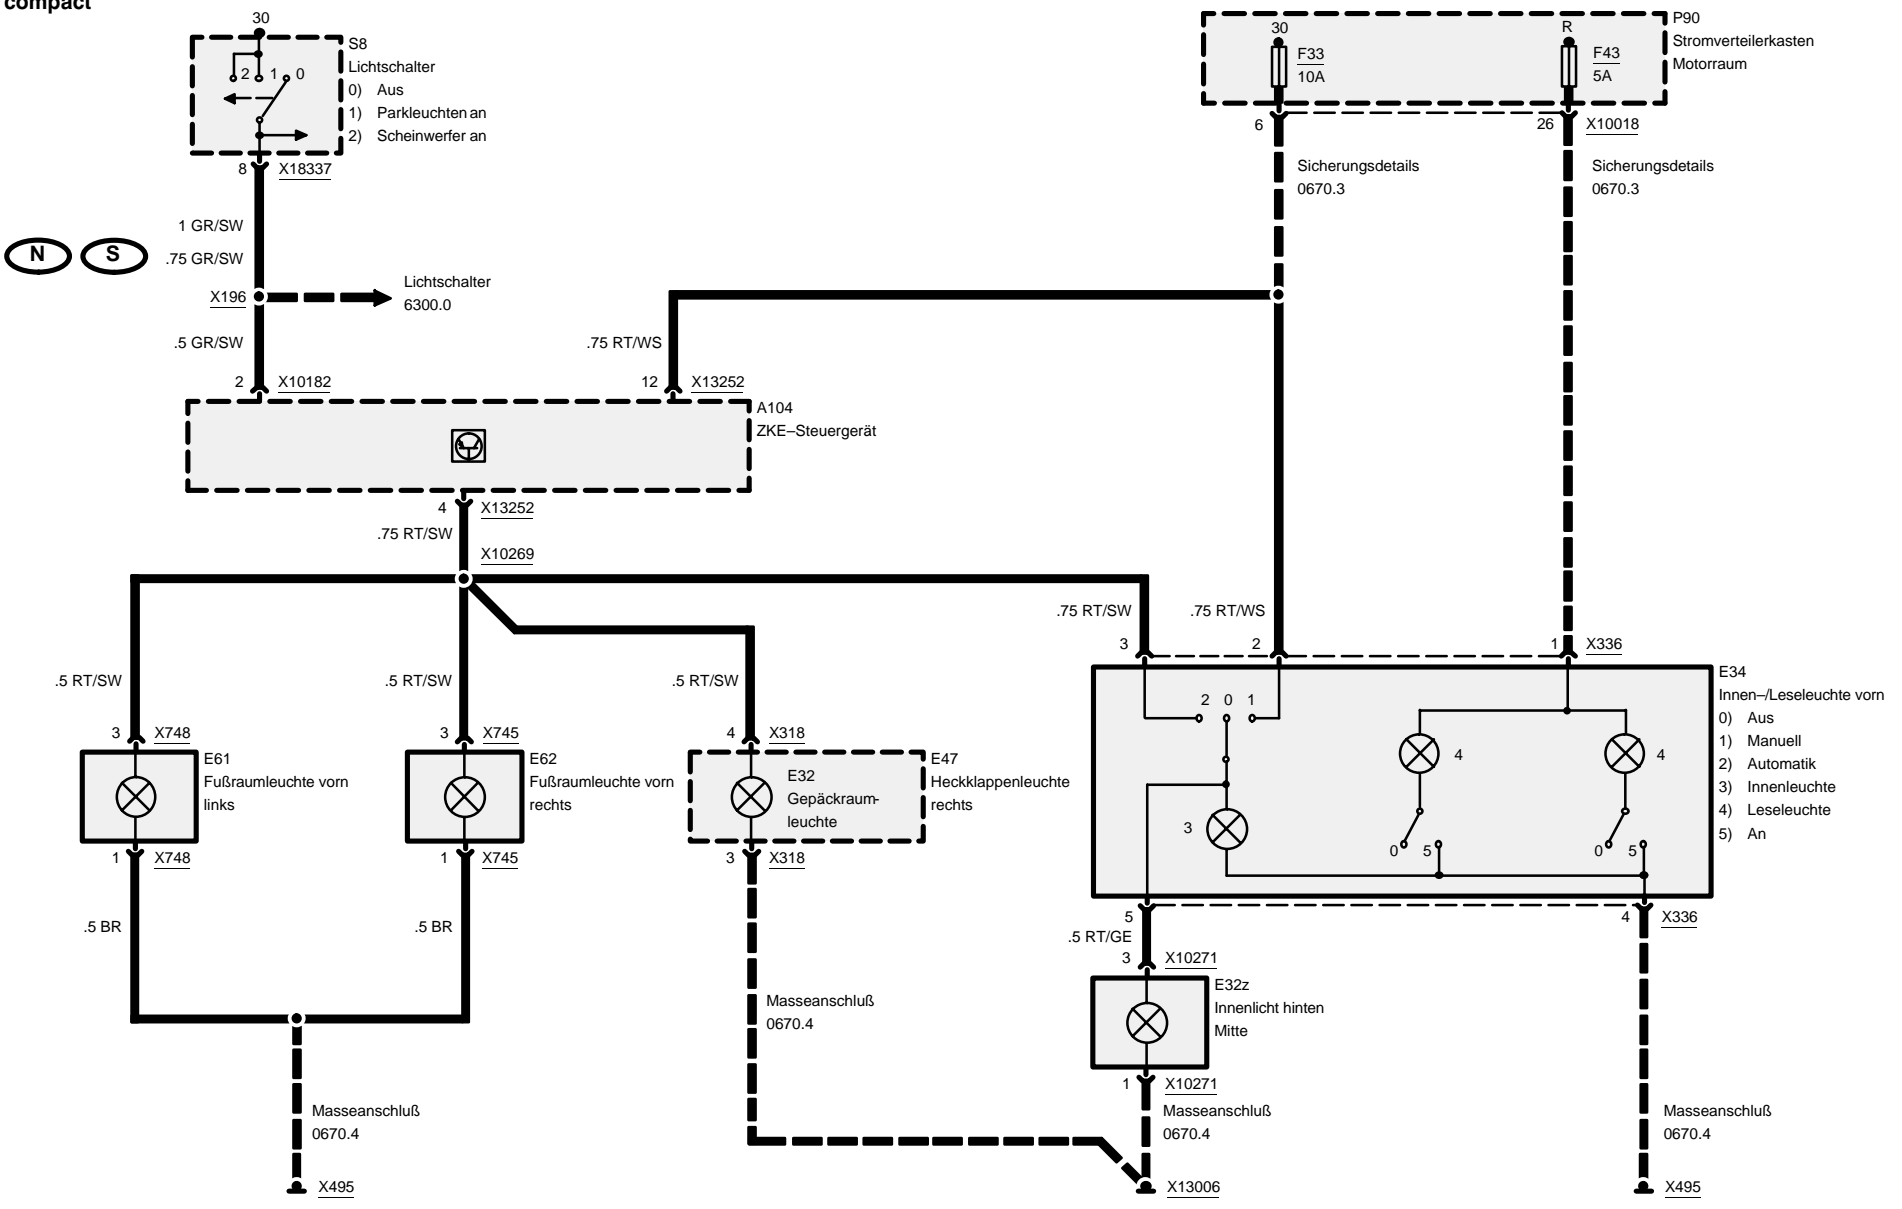 compact
30
2 1 0
S8
Lichtschalter
0) Aus
1) Parkleuchten an
2) Scheinwerfer an
8 X18337
1 GR/SW
N S
.75 GR/SW
X196
Lichtschalter
6300.0
.5 GR/SW
2 X10182
30
F33
10A
R
F43
5A
P90
Stromverteilerkasten
Motorraum
6
26 X10018
Sicherungsdetails
0670.3
Sicherungsdetails
0670.3
.75 RT/WS
12 X13252
A104
ZKE–Steuergerät
4 X13252
.75 RT/SW
X10269
.75 RT/SW
.75 RT/WS
3
2
1 X336
.5 RT/SW
.5 RT/SW
.5 RT/SW
3 X748
3 X745
4 X318
E61
Fußraumleuchte vorn
links
E62
Fußraumleuchte vorn
rechts
E32
Gepäckraum-
leuchte
E47
Heckklappenleuchte
rechts
2 0 1
3
4
4
0 5
0 5
E34
Innen–/Leseleuchte vorn
0) Aus
1) Manuell
2) Automatik
3) Innenleuchte
4) Leseleuchte
5) An
1 X748
1 X745
3 X318
.5 BR
.5 BR
5
4 X336
.5 RT/GE
3 X10271
E32z
Innenlicht hinten
Mitte
1 X10271
Masseanschluß
0670.4
Masseanschluß
0670.4
Masseanschluß
0670.4
Masseanschluß
0670.4
X495
X13006
X495